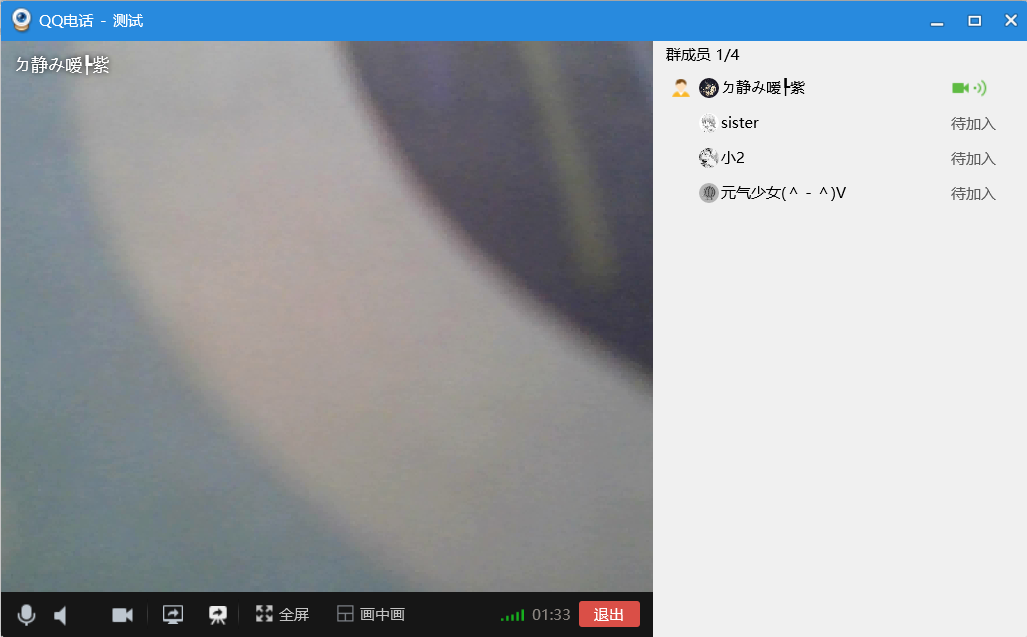 QQ电话 - 测试
ㄉ静み嗳┡紫
群成员 1/4
ㄉ静み嗳┡紫
sister 待加入
小2 待加入
元气少女(＾－＾)V 待加入
全屏 画中画 01:33 退出